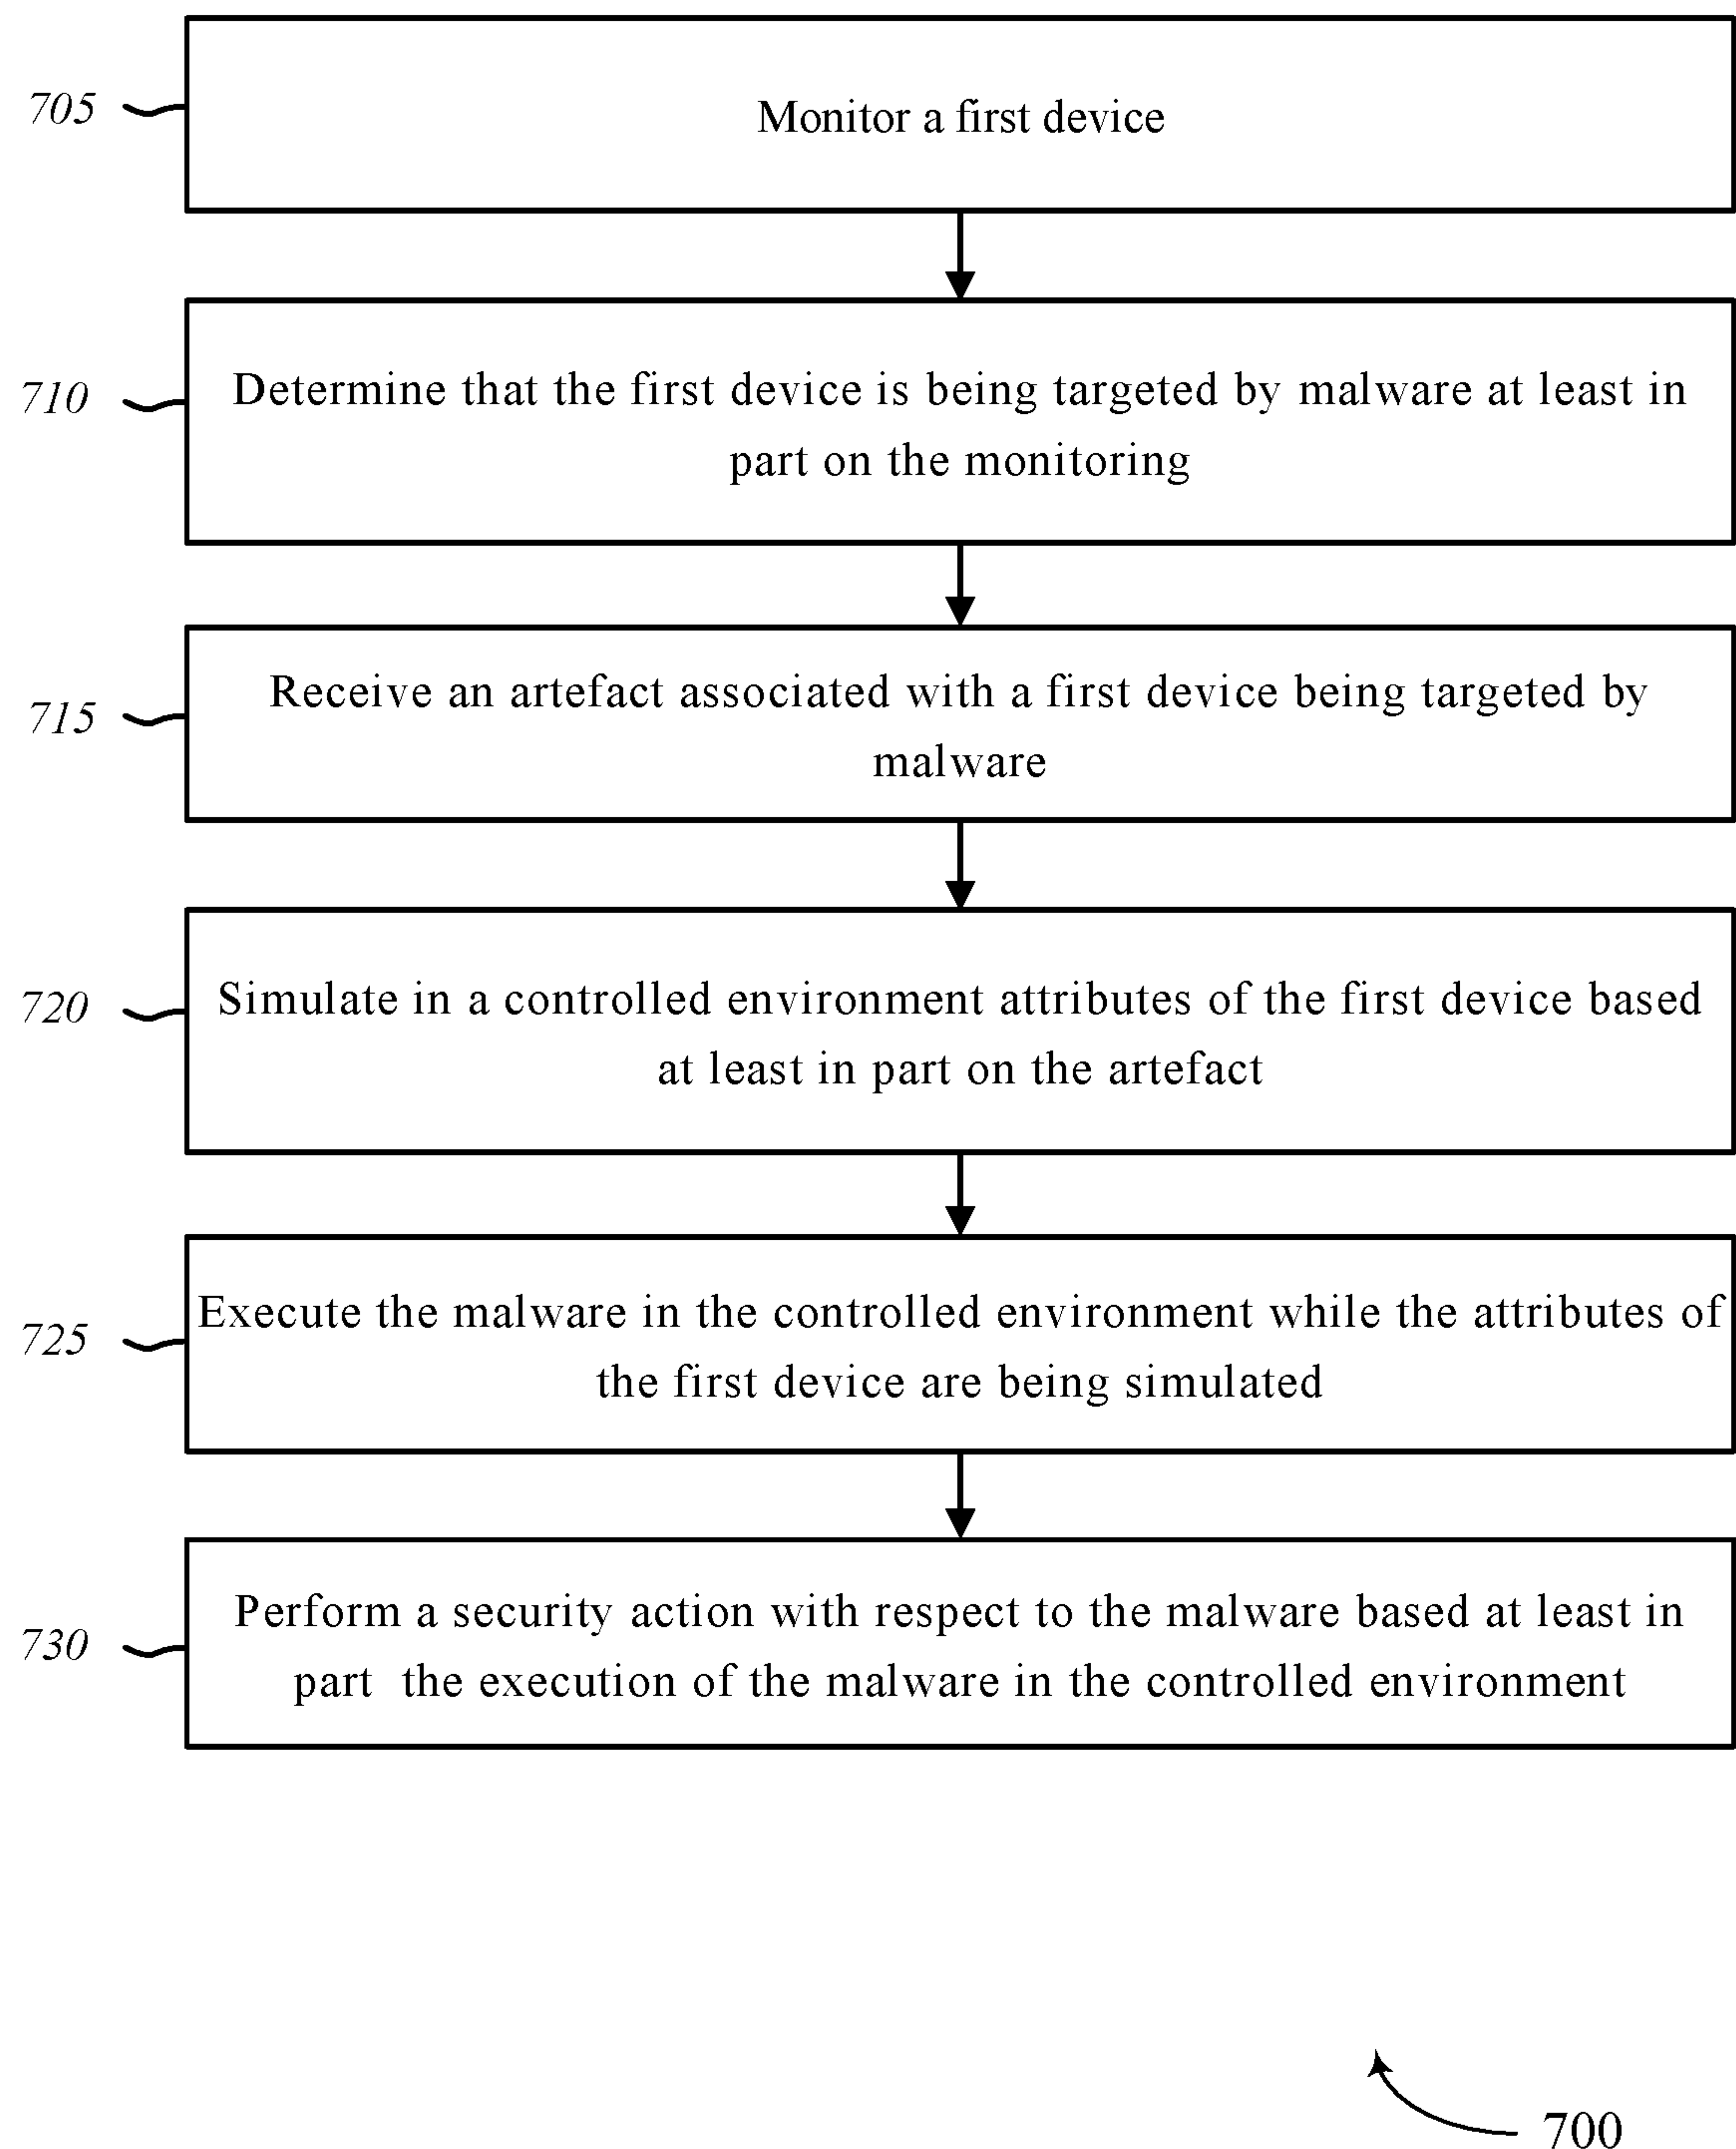 705
Monitor a first device
710
Determine that the first device is being targeted by malware at least in
part on the monitoring
715
Receive an artefact associated with a first device being targeted by
malware
720
Simulate in a controlled environment attributes of the first device based
at least in part on the artefact
725
Execute the malware in the controlled environment while the attributes of
the first device are being simulated
730
Perform a security action with respect to the malware based at least in
part  the execution of the malware in the controlled environment
700